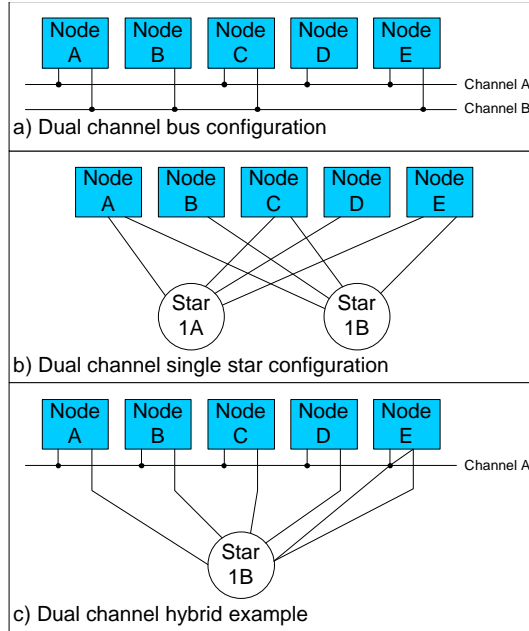 Node Node Node Node Node
A B C D E
Channel A
Channel B
a) Dual channel bus configuration
Node Node Node Node Node
A B C D E
Star Star
1A 1B
b) Dual channel single star configuration
Node Node Node Node Node
A B C D E
Channel A
Star
1B
c) Dual channel hybrid example